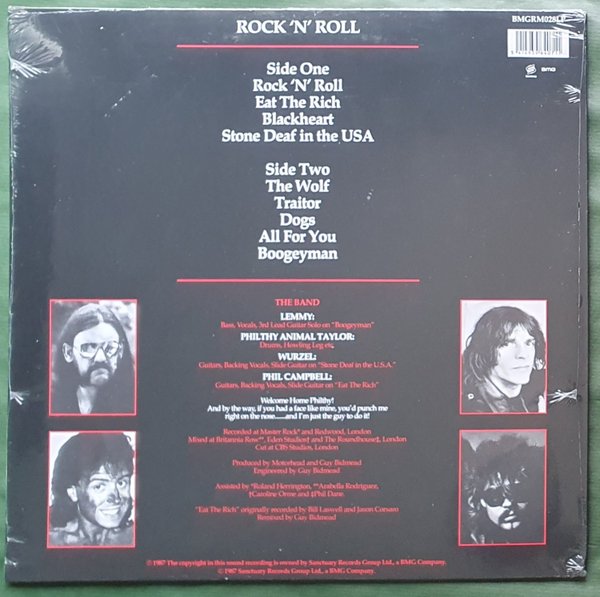 ROCK 'N' ROLL
BMGRM028LP
BMG
Side One
Rock 'N' Roll
Eat The Rich
Blackheart
Stone Deaf in the USA
Side Two
The Wolf
Traitor
Dogs
All For You
Boogeyman
THE BAND
LEMMY:
Bass, Vocals, 3rd Lead Guitar Solo on "Boogeyman"
PHILTHY ANIMAL TAYLOR:
Drums, Howling Leg etc.
WURZEL:
Guitars, Backing Vocals, Slide Guitar on "Stone Deaf in the U.S.A."
PHIL CAMPBELL:
Guitars, Backing Vocals, Slide Guitar on "Eat The Rich"
Welcome Home Philthy!
And by the way, if you had a face like mine, you'd punch me
right on the nose......and I'm just the guy to do it!
Recorded at Master Rock* and Redwood, London
Mixed at Britannia Row**, Eden Studios† and The Roundhouse‡, London
Cut at CBS Studios, London
Produced by Motorhead and Guy Bidmead
Engineered by Guy Bidmead
Assisted by *Roland Herrington, **Arabella Rodriguez,
†Caroline Orme and ‡Phil Dane.
"Eat The Rich" originally recorded by Bill Laswell and Jason Corsaro
Remixed by Guy Bidmead
℗ 1987 The copyright in this sound recording is owned by Sanctuary Records Group Ltd., a BMG Company.
© 1987 Sanctuary Records Group Ltd., a BMG Company.